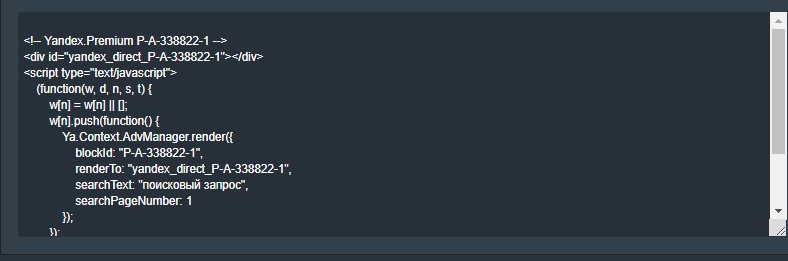 <!-- Yandex.Premium P-A-338822-1 -->
<div id="yandex_direct_P-A-338822-1"></div>
<script type="text/javascript">
    (function(w, d, n, s, t) {
        w[n] = w[n] || [];
        w[n].push(function() {
            Ya.Context.AdvManager.render({
                blockId: "P-A-338822-1",
                renderTo: "yandex_direct_P-A-338822-1",
                searchText: "поисковый запрос",
                searchPageNumber: 1
            });
        });